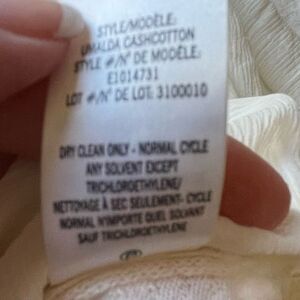 STYLE/MODÈLE:
UMALDA CASHCOTTON
STYLE #/N° DE MODÈLE:
E1014731
LOT #/N° DE LOT: 3100010
DRY CLEAN ONLY - NORMAL CYCLE
ANY SOLVENT EXCEPT
TRICHLOROETHYLENE/
NETTOYAGE À SEC SEULEMENT- CYCLE
NORMAL N'IMPORTE QUEL SOLVANT
SAUF TRICHLOROETHYLENE